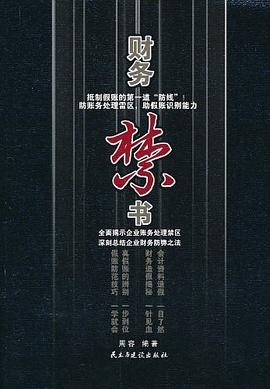 财务
抵制假账的第一道“防线”！
防账务处理雷区，助假账识别能力
禁
书
全面揭示企业账务处理禁区
深刻总结企业财务防弊之法
会计资料造假 一目了然
财务造假揭秘 一针见血
真假账的辨别 一步到位
假账防范技巧 一学就会
周容 编著
民主与建设出版社